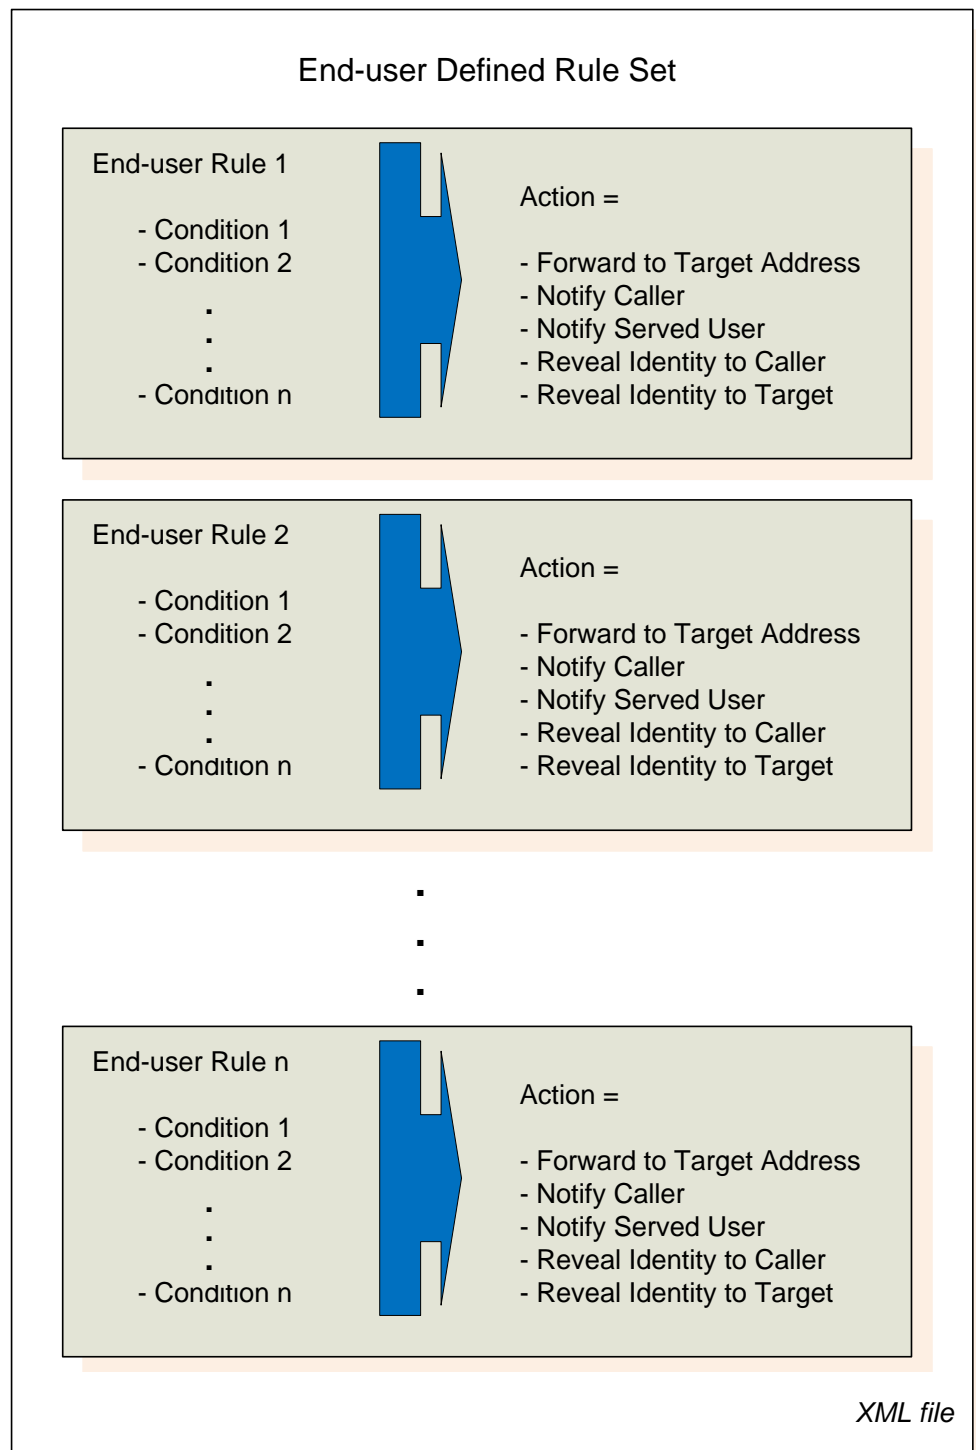 End-user Defined Rule Set
End-user Rule 1
- Condition 1
- Condition 2
.
.
.
- Condition n
Action =
- Forward to Target Address
- Notify Caller
- Notify Served User
- Reveal Identity to Caller
- Reveal Identity to Target
End-user Rule 2
- Condition 1
- Condition 2
.
.
.
- Condition n
Action =
- Forward to Target Address
- Notify Caller
- Notify Served User
- Reveal Identity to Caller
- Reveal Identity to Target
.
.
.
End-user Rule n
- Condition 1
- Condition 2
.
.
.
- Condition n
Action =
- Forward to Target Address
- Notify Caller
- Notify Served User
- Reveal Identity to Caller
- Reveal Identity to Target
XML file